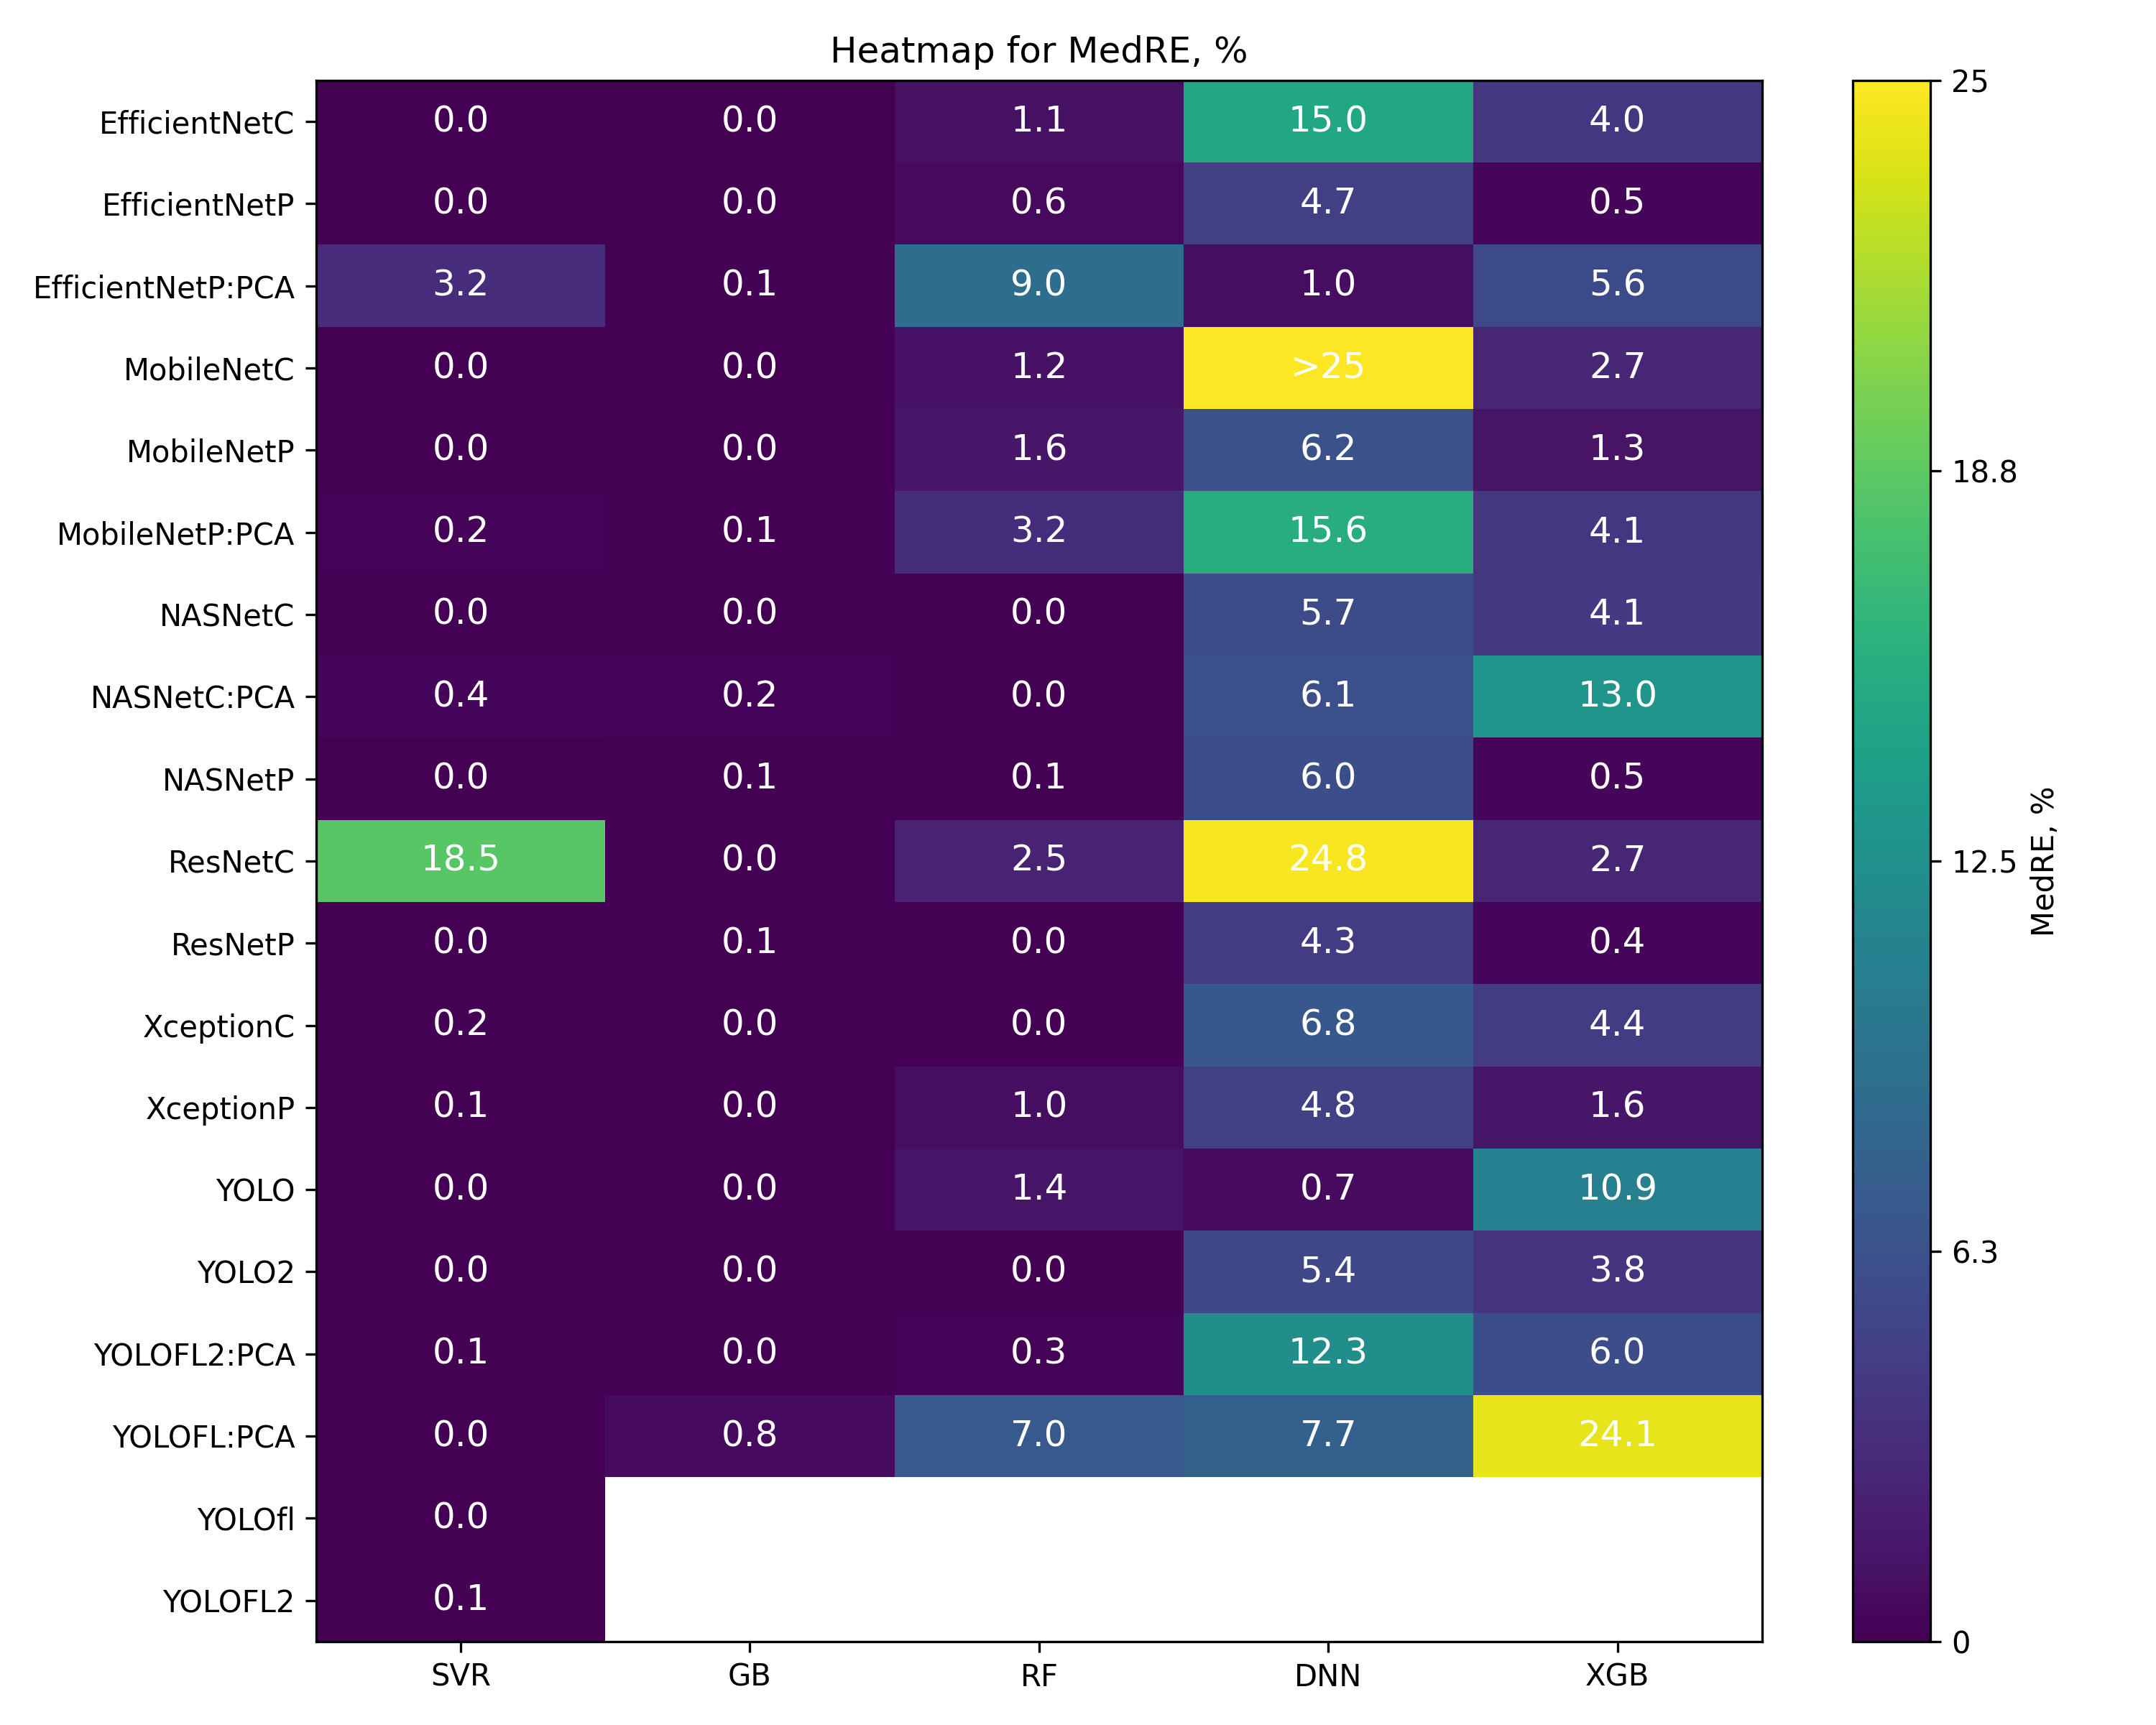 Heatmap for MedRE, %
EfficientNetC 0.0 0.0 1.1 15.0 4.0
EfficientNetP 0.0 0.0 0.6 4.7 0.5
EfficientNetP:PCA 3.2 0.1 9.0 1.0 5.6
MobileNetC 0.0 0.0 1.2 >25 2.7
MobileNetP 0.0 0.0 1.6 6.2 1.3
MobileNetP:PCA 0.2 0.1 3.2 15.6 4.1
NASNetC 0.0 0.0 0.0 5.7 4.1
NASNetC:PCA 0.4 0.2 0.0 6.1 13.0
NASNetP 0.0 0.1 0.1 6.0 0.5
ResNetC 18.5 0.0 2.5 24.8 2.7
ResNetP 0.0 0.1 0.0 4.3 0.4
XceptionC 0.2 0.0 0.0 6.8 4.4
XceptionP 0.1 0.0 1.0 4.8 1.6
YOLO 0.0 0.0 1.4 0.7 10.9
YOLO2 0.0 0.0 0.0 5.4 3.8
YOLOFL2:PCA 0.1 0.0 0.3 12.3 6.0
YOLOFL:PCA 0.0 0.8 7.0 7.7 24.1
YOLOfl 0.0
YOLOFL2 0.1
SVR GB RF DNN XGB
25
18.8
12.5
6.3
0
MedRE, %